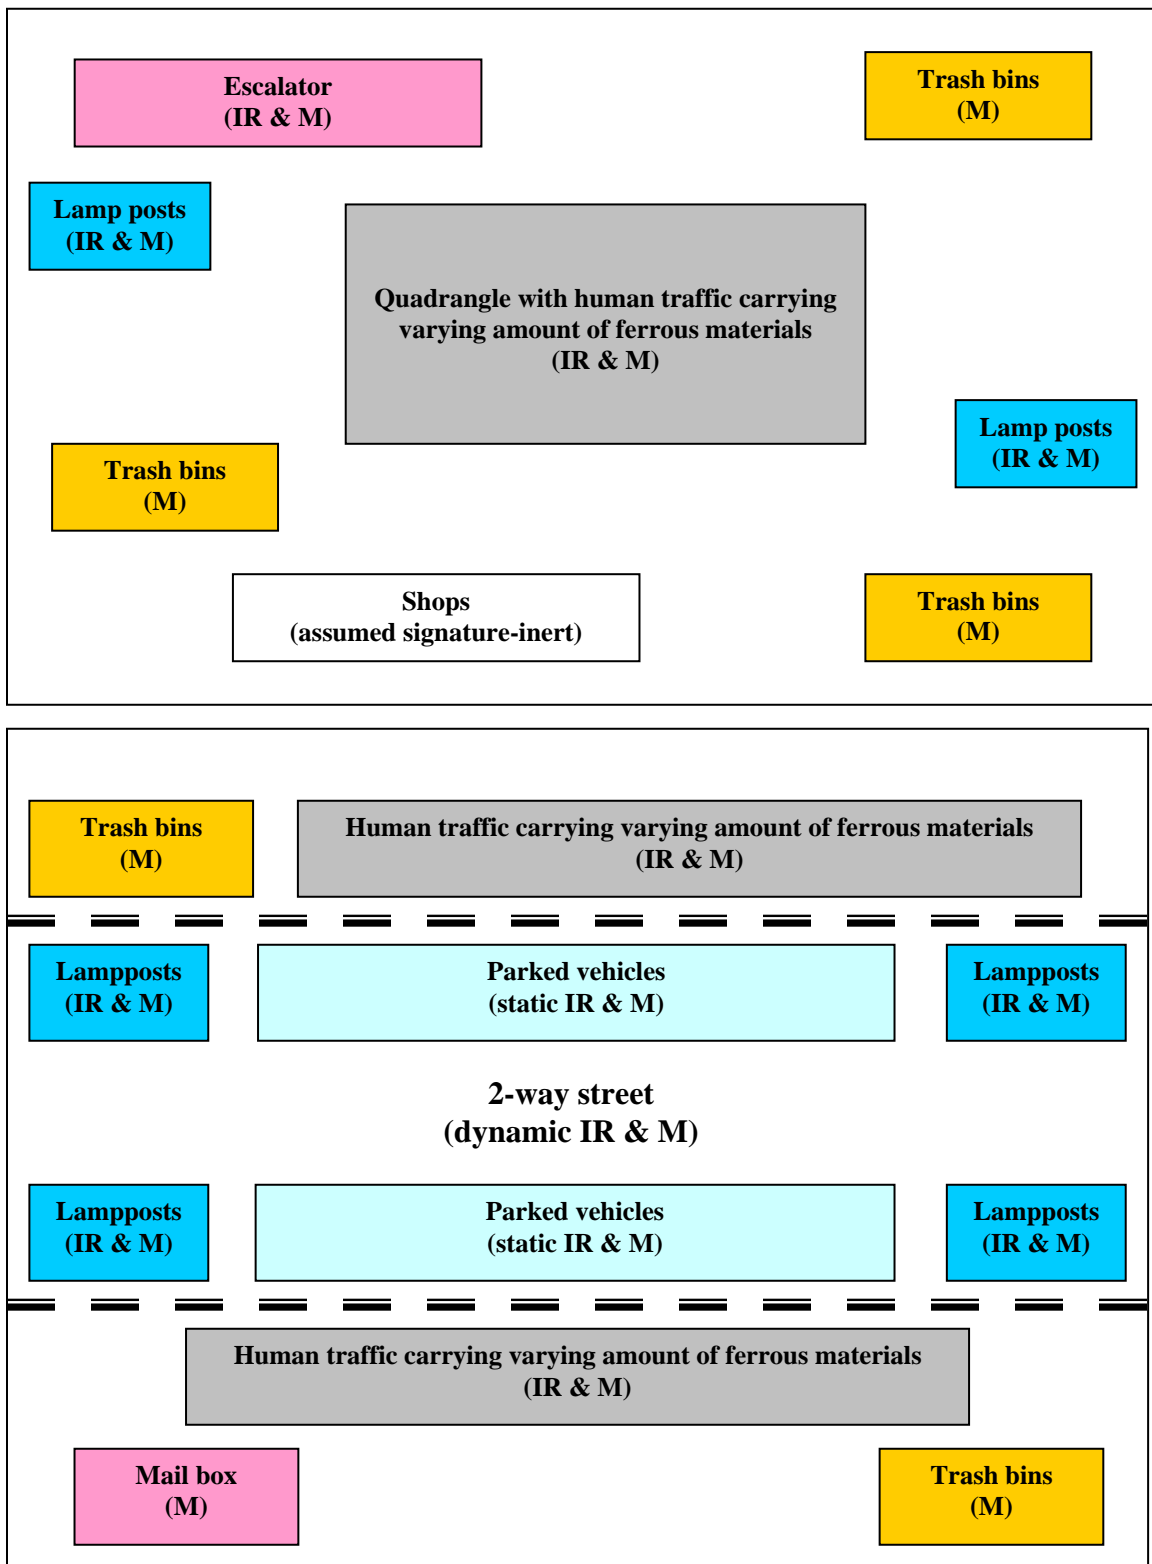 Escalator
(IR & M)
Trash bins
(M)
Lamp posts
(IR & M)
Quadrangle with human traffic carrying
varying amount of ferrous materials
(IR & M)
Lamp posts
(IR & M)
Trash bins
(M)
Shops
(assumed signature-inert)
Trash bins
(M)
Trash bins
(M)
Human traffic carrying varying amount of ferrous materials
(IR & M)
Lampposts
(IR & M)
Parked vehicles
(static IR & M)
Lampposts
(IR & M)
2-way street
(dynamic IR & M)
Lampposts
(IR & M)
Parked vehicles
(static IR & M)
Lampposts
(IR & M)
Human traffic carrying varying amount of ferrous materials
(IR & M)
Mail box
(M)
Trash bins
(M)